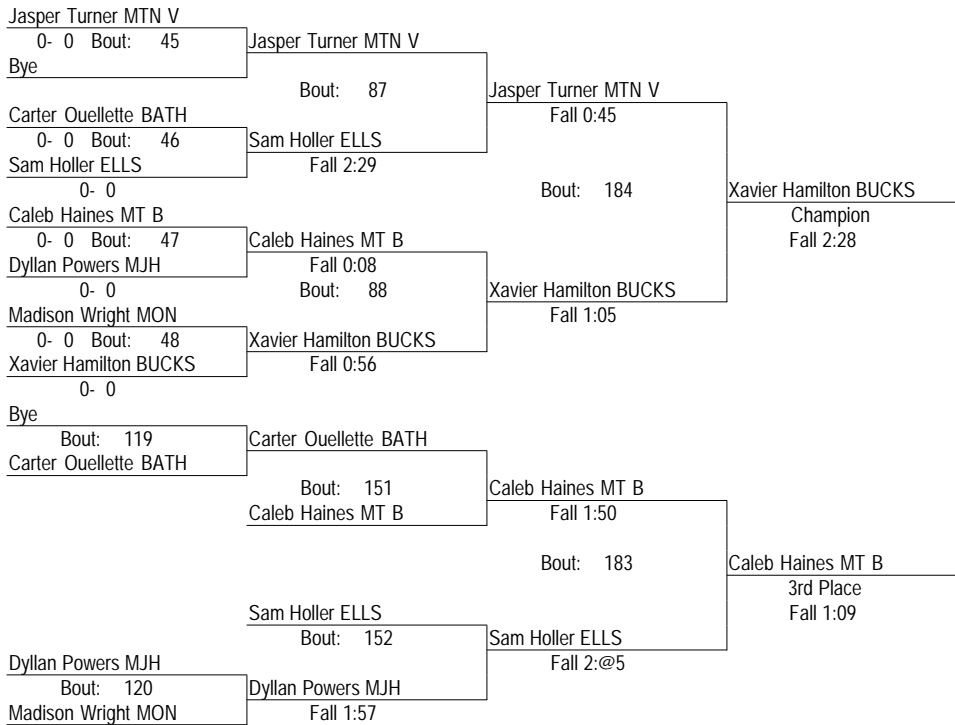 Jasper Turner MTN V
0- 0 Bout: 45
Jasper Turner MTN V
Bye
Bout: 87
Jasper Turner MTN V
Carter Ouellette BATH
Fall 0:45
0- 0 Bout: 46
Sam Holler ELLS
Sam Holler ELLS
Fall 2:29
0- 0
Bout: 184
Xavier Hamilton BUCKS
Caleb Haines MT B
Champion
0- 0 Bout: 47
Caleb Haines MT B
Fall 2:28
Dyllan Powers MJH
Fall 0:08
0- 0
Bout: 88
Xavier Hamilton BUCKS
Madison Wright MON
Fall 1:05
0- 0 Bout: 48
Xavier Hamilton BUCKS
Xavier Hamilton BUCKS
Fall 0:56
0- 0
Bye
Bout: 119
Carter Ouellette BATH
Carter Ouellette BATH
Bout: 151
Caleb Haines MT B
Caleb Haines MT B
Fall 1:50
Bout: 183
Caleb Haines MT B
3rd Place
Fall 1:09
Sam Holler ELLS
Bout: 152
Sam Holler ELLS
Dyllan Powers MJH
Fall 2:@5
Bout: 120
Dyllan Powers MJH
Madison Wright MON
Fall 1:57